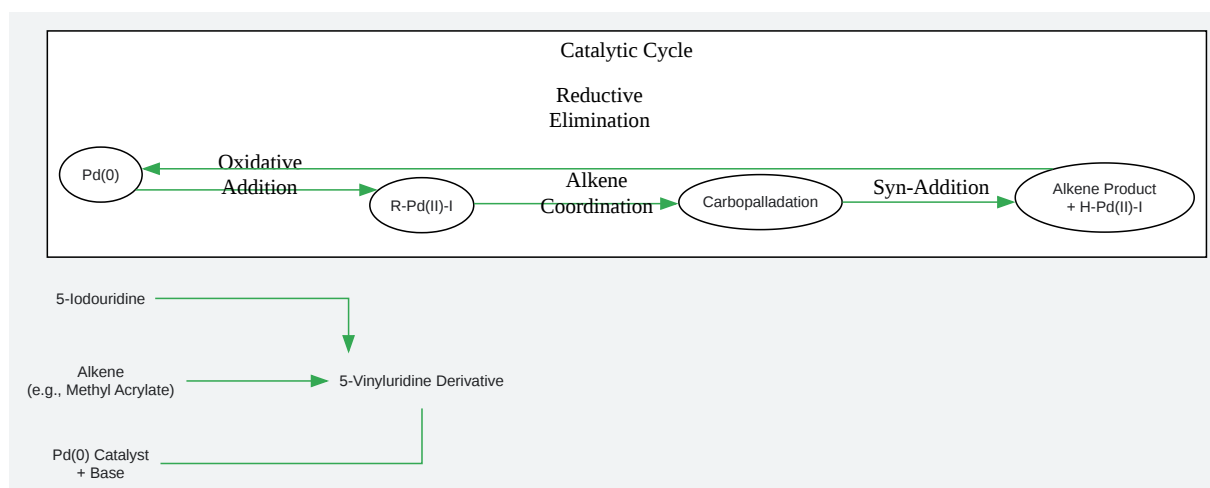 Catalytic Cycle
Reductive
Elimination
Oxidative
Addition
Pd(0)
R-Pd(II)-I
Alkene
Coordination
Carbopalladation
Syn-Addition
Alkene Product
+ H-Pd(II)-I
5-Iodouridine
Alkene
(e.g., Methyl Acrylate)
5-Vinyluridine Derivative
Pd(0) Catalyst
+ Base